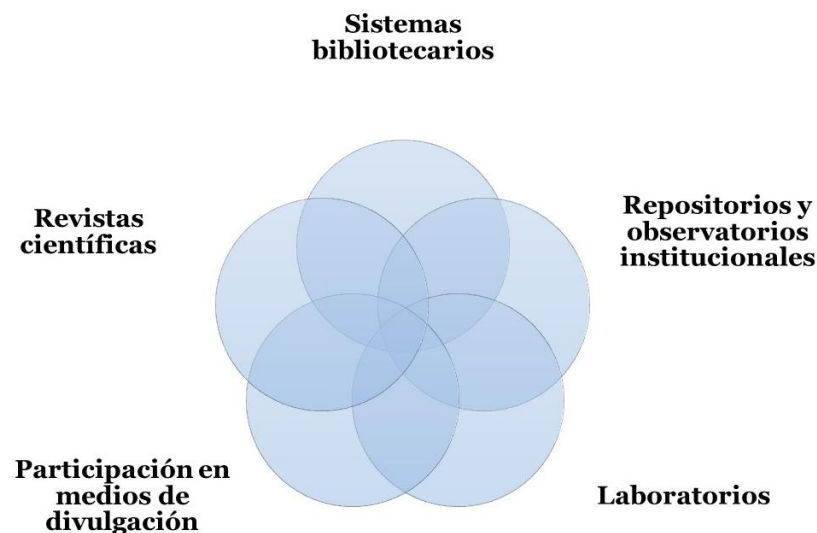 Sistemas
bibliotecarios
Revistas
científicas
Repositorios y
observatorios
institucionales
Participación en
medios de
divulgación
Laboratorios